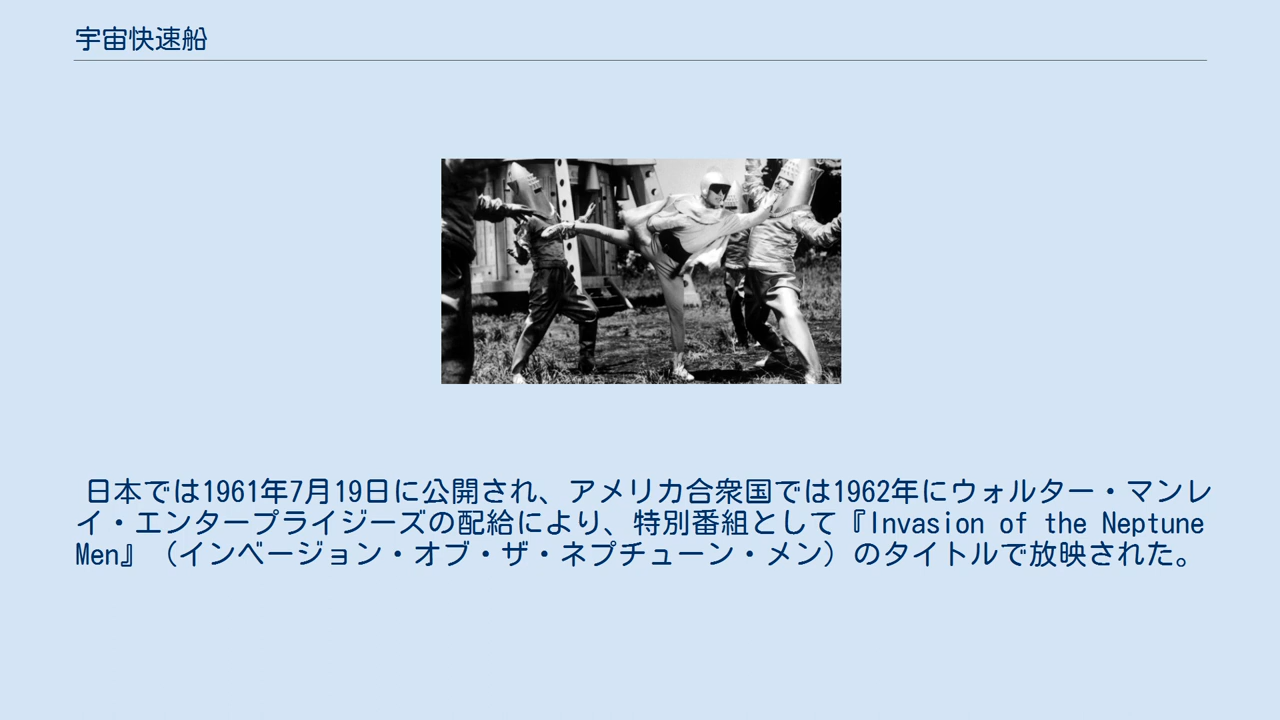 宇宙快速船
日本では1961年7月19日に公開され、アメリカ合衆国では1962年にウォルター・マンレ
イ・エンタープライジーズの配給により、特別番組として『Invasion of the Neptune
Men』（インベージョン・オブ・ザ・ネプチューン・メン）のタイトルで放映された。